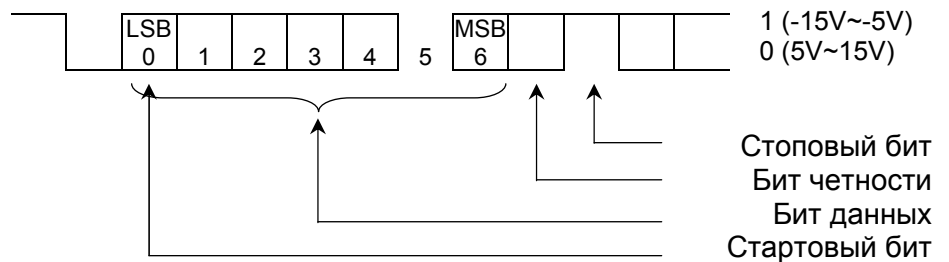 LSB MSB 1 (-15V~-5V)
0 1 2 3 4 5 6 0 (5V~15V)
Стоповый бит
Бит четности
Бит данных
Стартовый бит